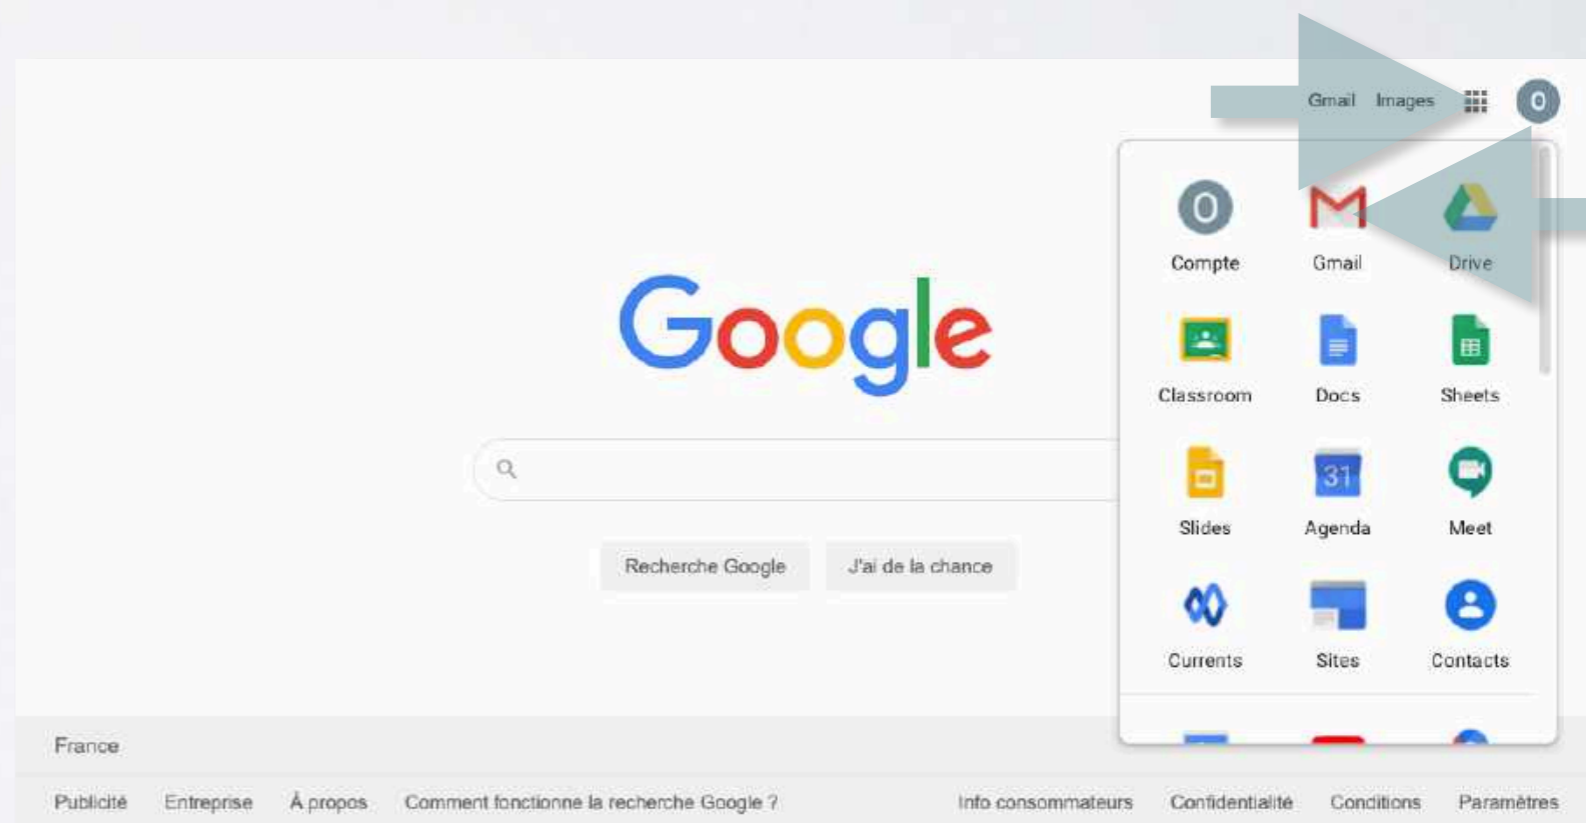 Gmail Images O
O
Compte Gmail Drive
Google
Classroom Docs Sheets
31
Slides Agenda Meet
Recherche Google J'ai de la chance
Currents Sites Contacts
France
Publicité Entreprise À propos Comment fonctionne la recherche Google ? Info consommateurs Confidentialité Conditions Paramètres